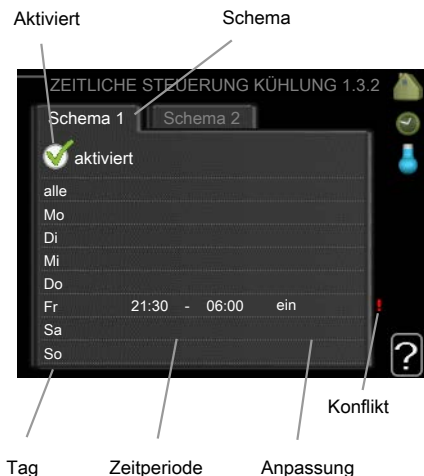 Aktiviert Schema
ZEITLICHE STEUERUNG KÜHLUNG 1.3.2
Schema 1 Schema 2
aktiviert
alle
Mo
Di
Mi
Do
Fr 21:30 - 06:00 ein !
Sa
So
?
Konflikt
Tag Zeitperiode Anpassung